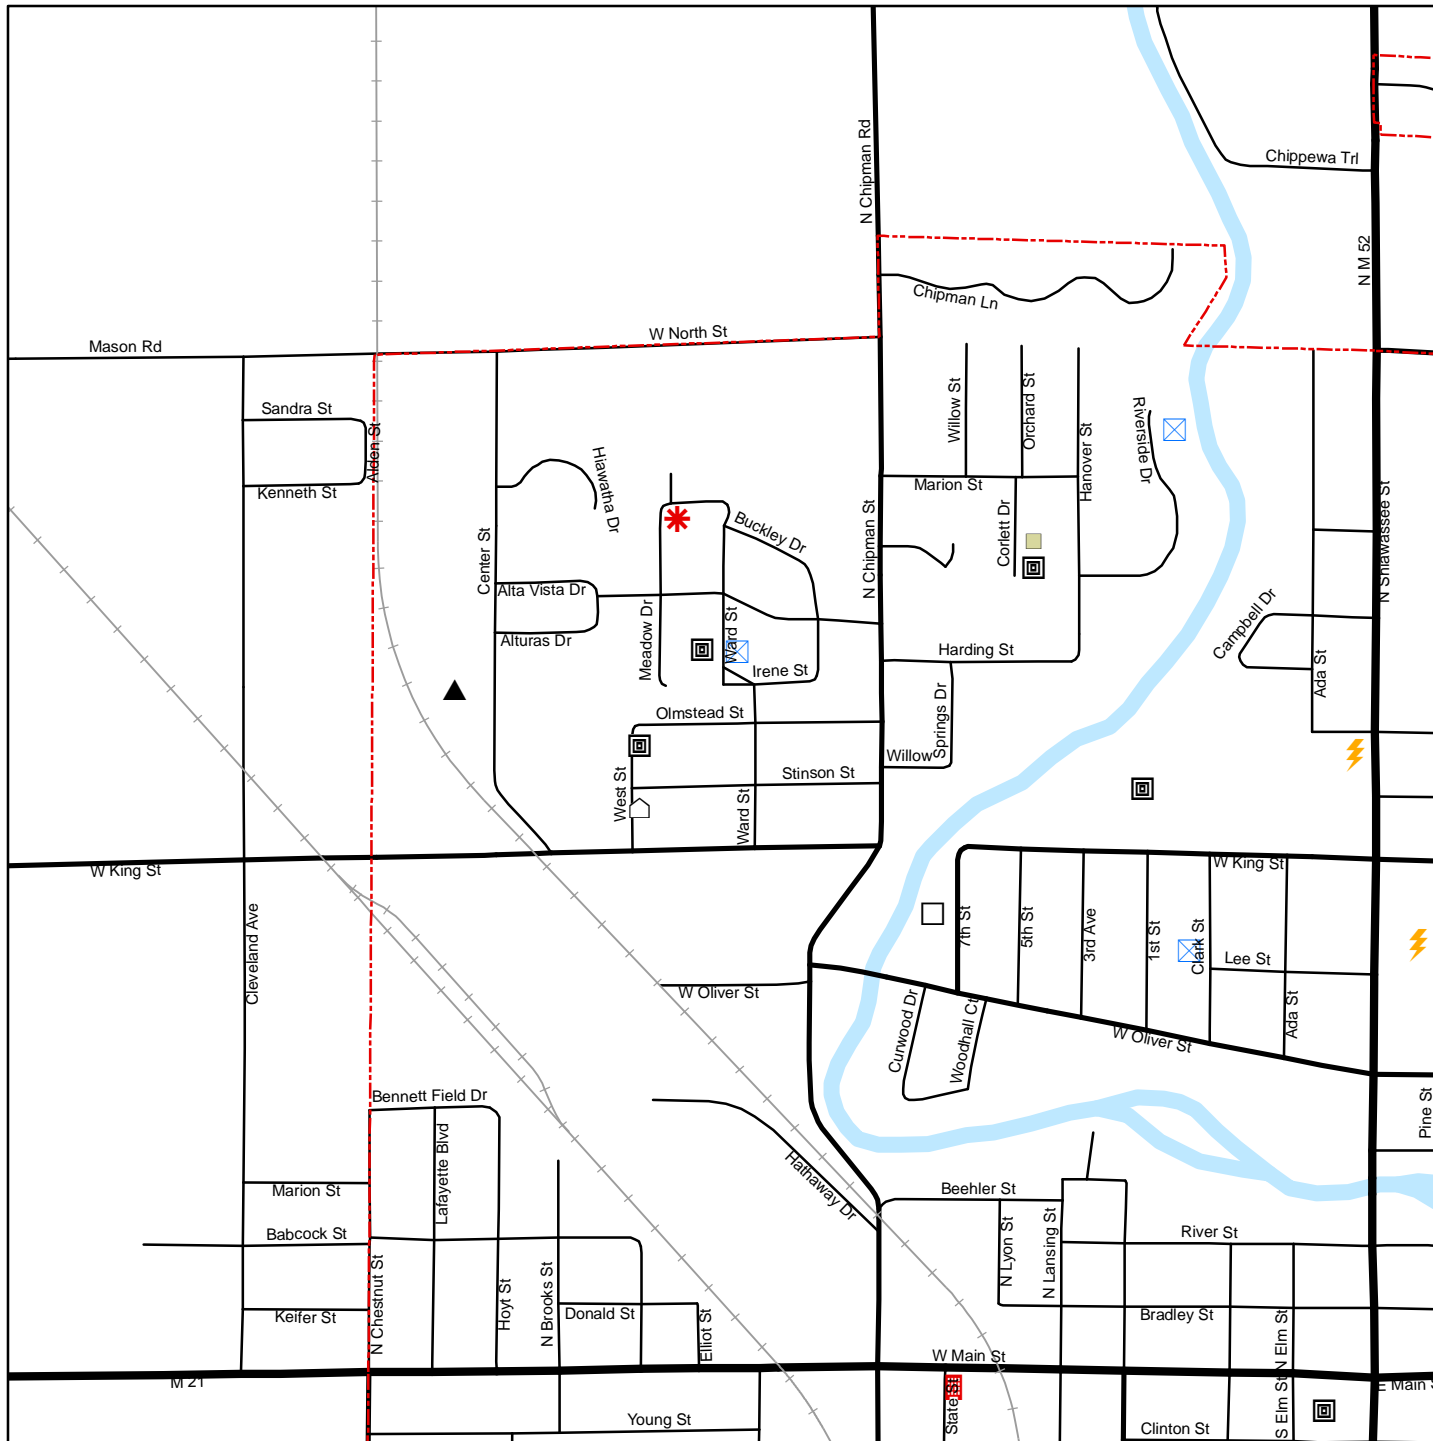 N Chipman Rd
Chippewa Trl
N M 52
Chipman Ln
W North St
Mason Rd
Sandra St
Alden St
Kenneth St
Willow St
Orchard St
Hanover St
Riverside Dr
Marion St
Hiawatha Dr
Buckley Dr
Center St
N Chipman St
Corlett Dr
N Shiawassee St
Alta Vista Dr
Alturas Dr
Meadow Dr
Ward St
Irene St
Harding St
Campbell Dr
Ada St
Olmstead St
Willow
Springs Dr
Stinson St
West St
Ward St
W King St
W King St
Cleveland Ave
7th St
5th St
3rd Ave
1st St
Clark St
Lee St
Ada St
W Oliver St
W Oliver St
Curwood Dr
Woodhall Ct
Bennett Field Dr
Lafayette Blvd
Pine St
Hathaway Dr
Marion St
Babcock St
Beehler St
River St
N Lyon St
N Lansing St
N Chestnut St
Hoyt St
N Brooks St
Donald St
Elliot St
Keifer St
Bradley St
N Elm St
W Main St
M 21
E Main S
State St
S Elm St
Young St
Clinton St